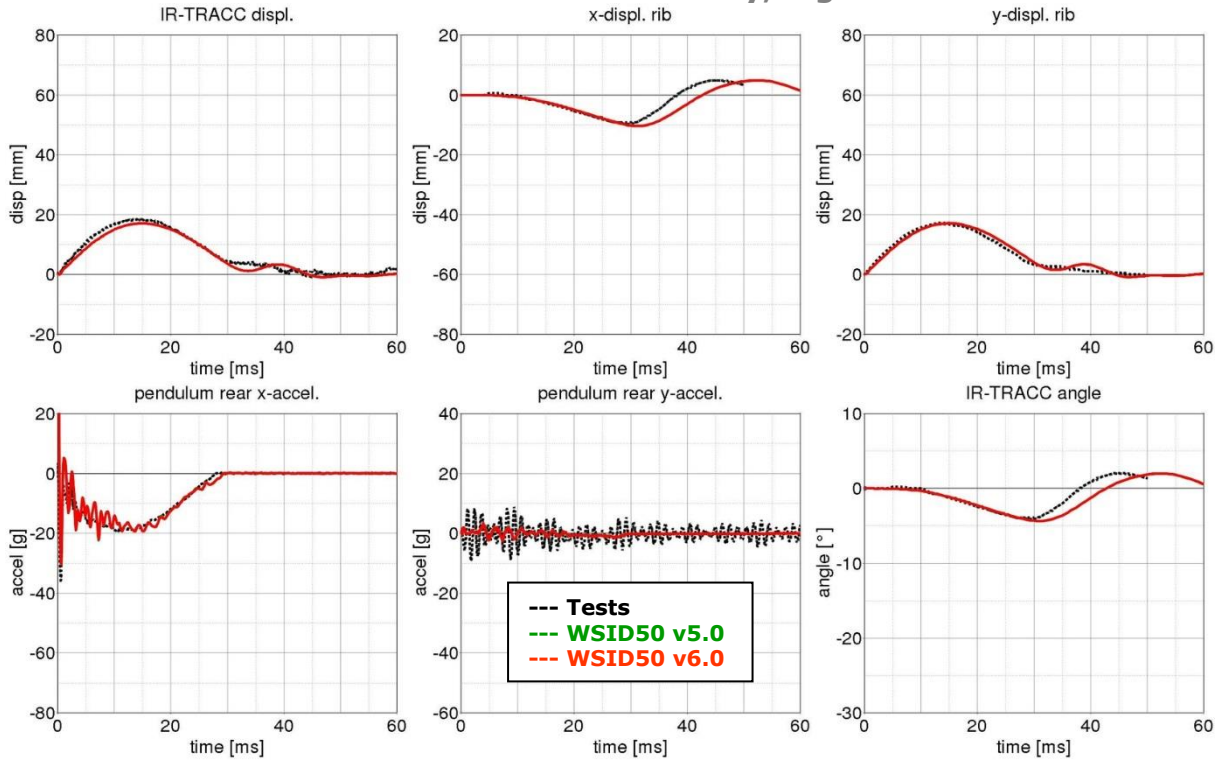 IR-TRACC displ.
x-displ. rib
y-displ. rib
80
60
40
20
0
-20
disp [mm]
0
20
40
60
time [ms]
20
0
-20
-40
-60
-80
disp [mm]
0
20
40
60
time [ms]
80
60
40
20
0
-20
disp [mm]
0
20
40
60
time [ms]
pendulum rear x-accel.
pendulum rear y-accel.
IR-TRACC angle
20
0
-20
-40
-60
-80
accel [g]
0
20
40
60
time [ms]
40
20
0
-20
-40
-60
accel [g]
0
20
40
60
time [ms]
--- Tests
--- WSID50 v5.0
--- WSID50 v6.0
10
0
-10
-20
-30
angle [°]
0
20
40
60
time [ms]